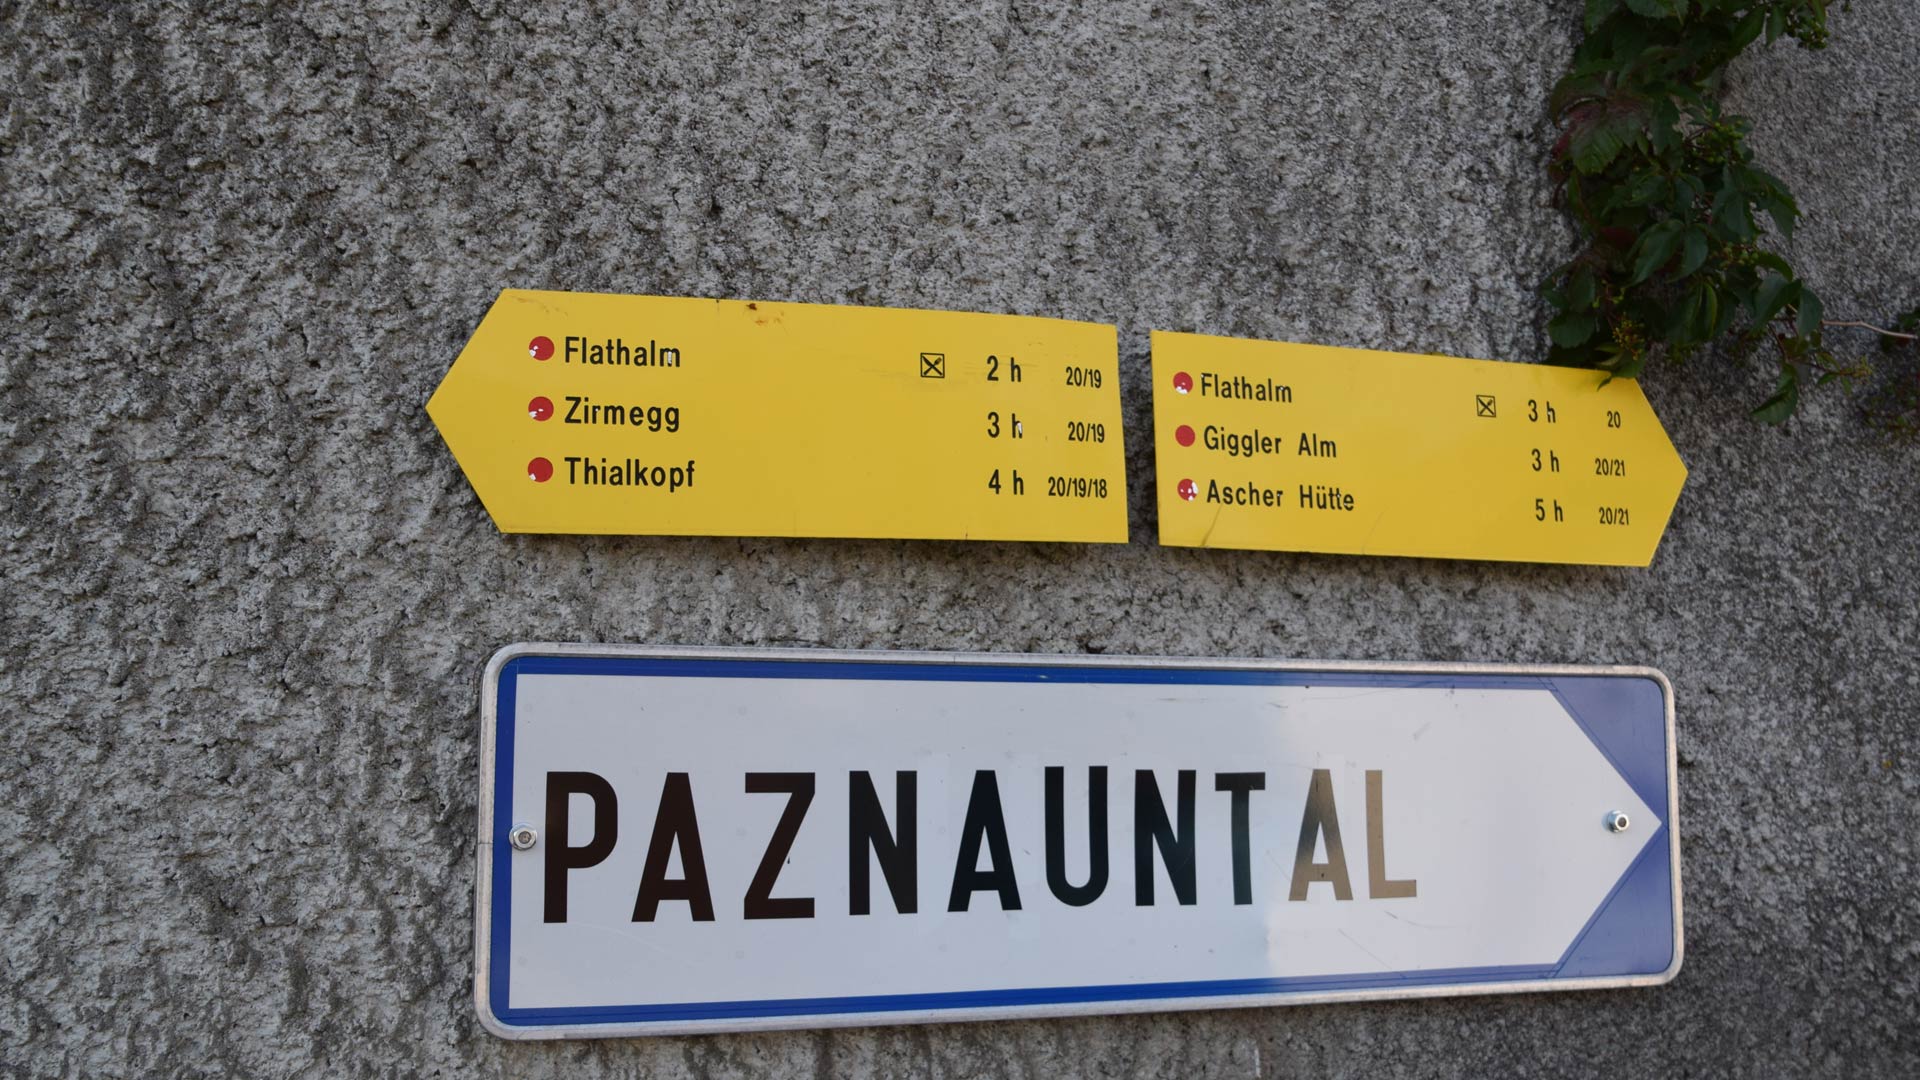 Flathalm 2 h 20/19
Zirmegg 3 h 20/19
Thialkopf 4 h 20/19/18
Flathalm 3 h 20
Giggler Alm 3 h 20/21
Ascher Hütte 5 h 20/21
PAZNAUNTAL